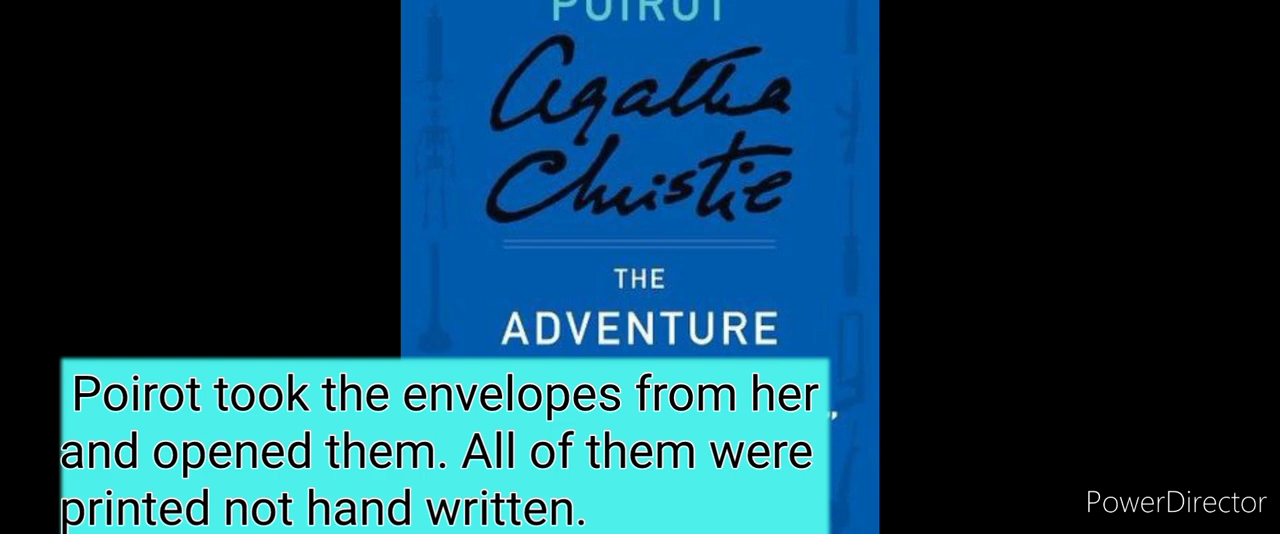 POIROT
Agatha
Christie
THE
ADVENTURE
Poirot took the envelopes from her
and opened them. All of them were
printed not hand written.
PowerDirector